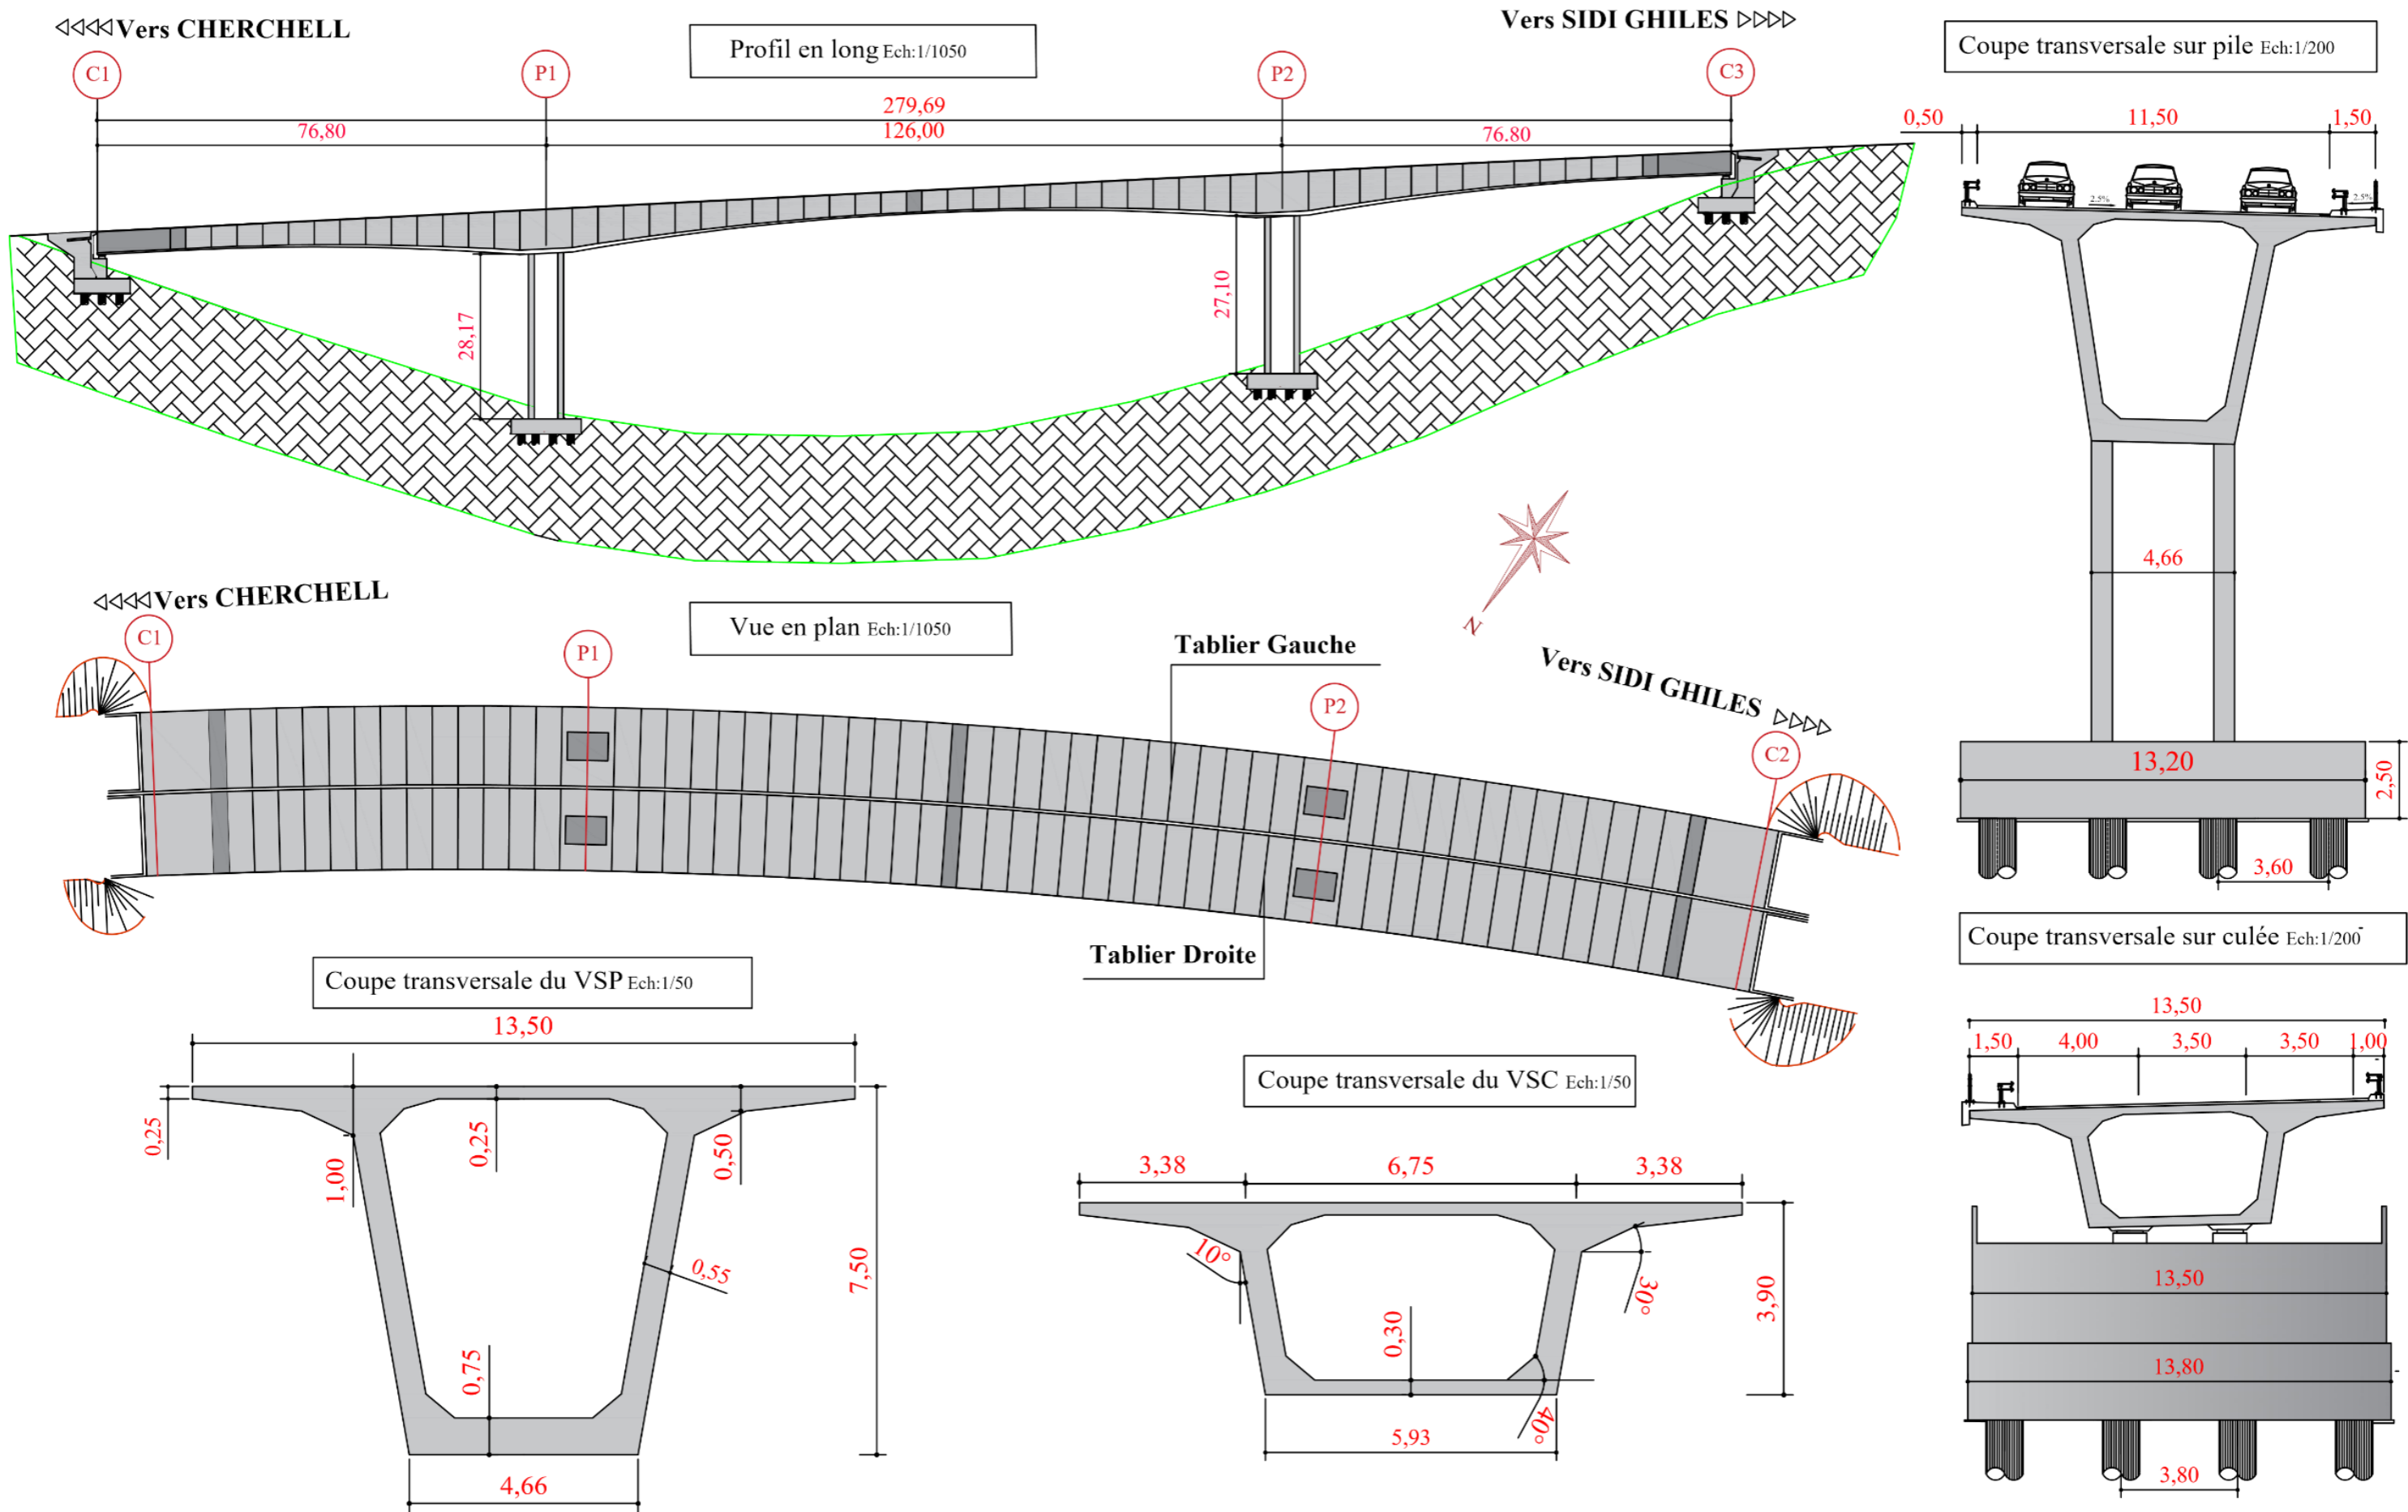 ◁◁◁◁Vers CHERCHELL
Vers SIDI GHILES ▷▷▷▷
Profil en long Ech:1/1050
C1
P1
P2
C3
279,69
76,80
126,00
76.80
28,17
27,10
Coupe transversale sur pile Ech:1/200
0,50
11,50
1,50
2.5%
2.5%
4,66
13,20
2,50
3,60
◁◁◁◁Vers CHERCHELL
Vue en plan Ech:1/1050
N
C1
P1
P2
C2
Tablier Gauche
Vers SIDI GHILES ▷▷▷▷
Tablier Droite
Coupe transversale du VSP Ech:1/50
13,50
0,25
1,00
0,25
0,50
0,55
7,50
0,75
4,66
Coupe transversale du VSC Ech:1/50
3,38
6,75
3,38
10°
30°
3,90
0,30
40°
5,93
Coupe transversale sur culée Ech:1/200
13,50
1,50
4,00
3,50
3,50
1,00
13,50
13,80
3,80